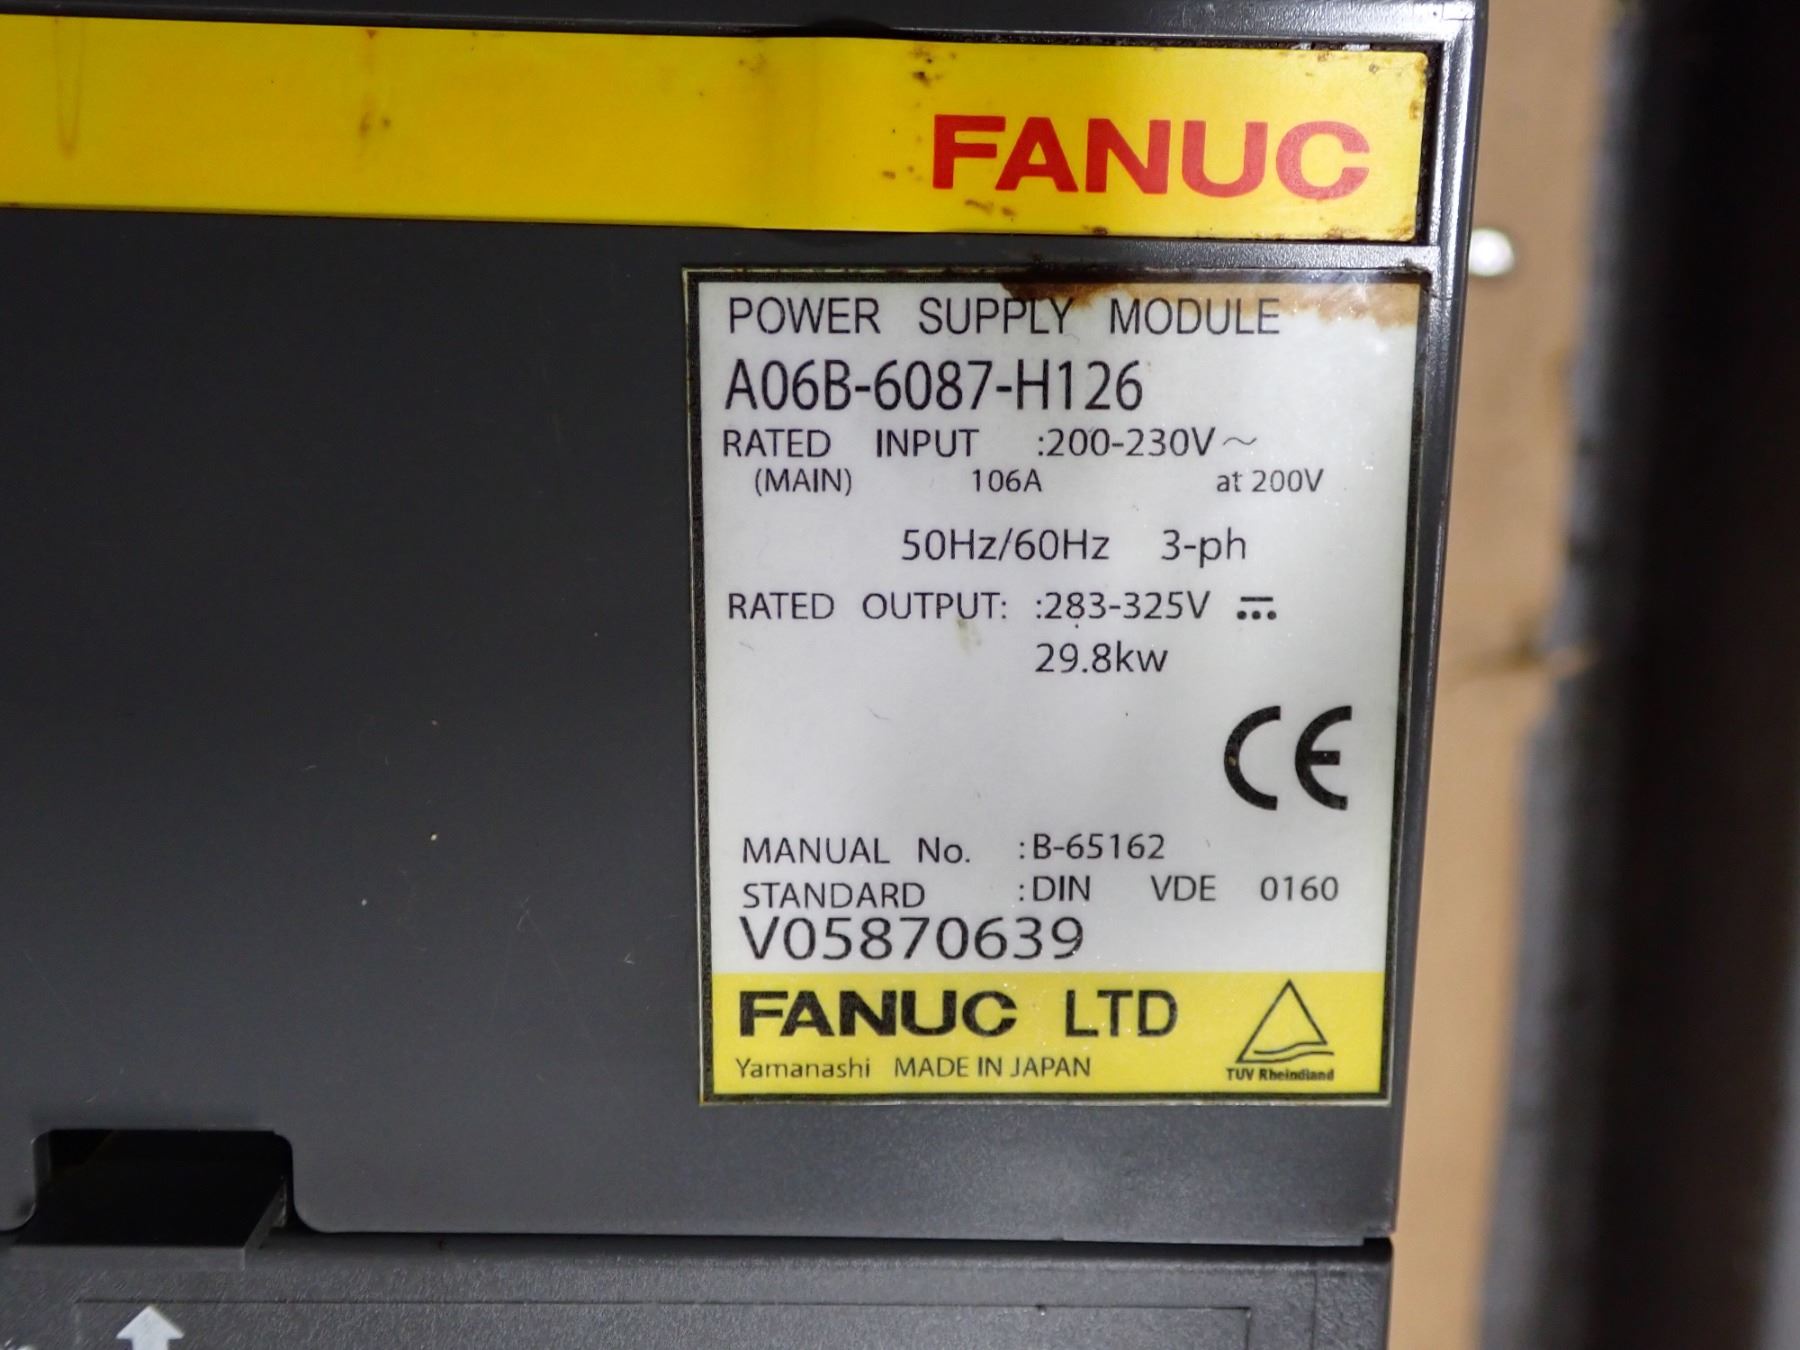 FANUC
POWER SUPPLY MODULE
A06B-6087-H126
RATED INPUT :200-230V～
(MAIN) 106A at 200V
50Hz/60Hz 3-ph
RATED OUTPUT: :283-325V ⎓
29.8kw
CE
MANUAL No. :B-65162
STANDARD :DIN VDE 0160
V05870639
FANUC LTD
Yamanashi MADE IN JAPAN
TUV Rheindland